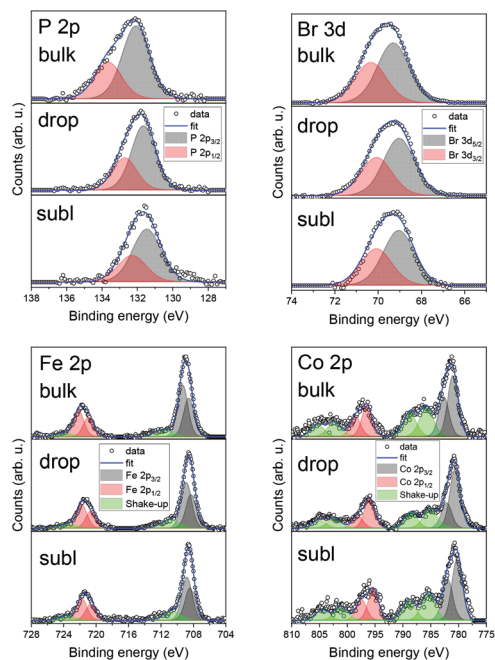 P 2p
bulk
drop
data
fit
P 2p3/2
P 2p1/2
subl
Counts (arb. u.)
138 136 134 132 130 128
Binding energy (eV)
Br 3d
bulk
drop
data
fit
Br 3d5/2
Br 3d3/2
subl
Counts (arb. u.)
74 72 70 68 66
Binding energy (eV)
Fe 2p
bulk
drop
data
fit
Fe 2p3/2
Fe 2p1/2
Shake-up
subl
Counts (arb. u.)
728 724 720 716 712 708 704
Binding energy (eV)
Co 2p
bulk
drop
data
fit
Co 2p3/2
Co 2p1/2
Shake-up
subl
Counts (arb. u.)
810 805 800 795 790 785 780 775
Binding energy (eV)